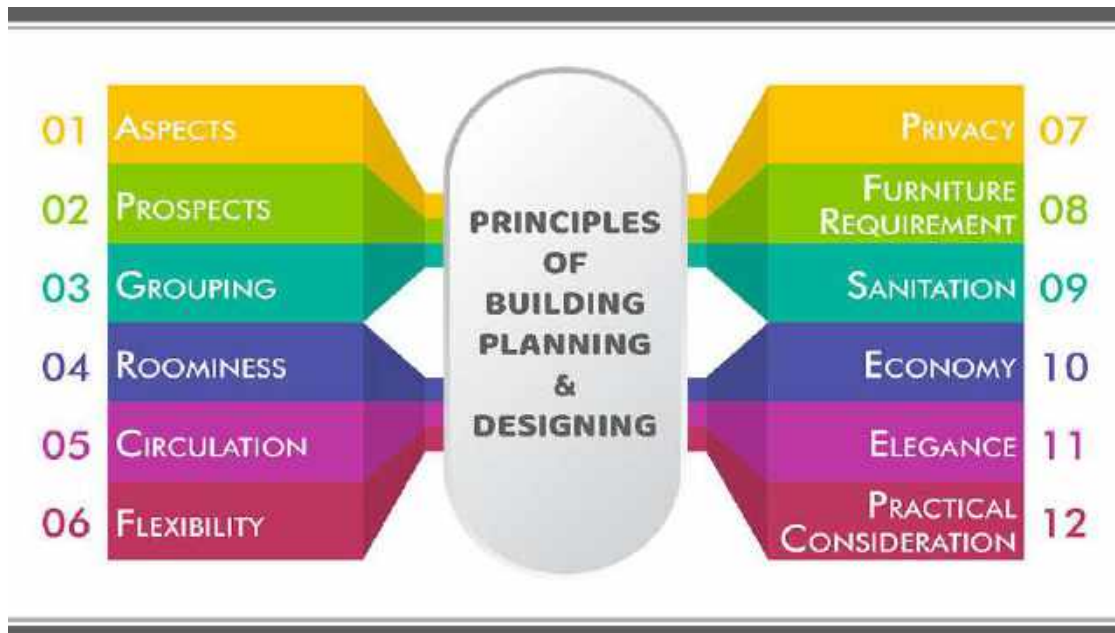 01 ASPECTS
02 PROSPECTS
03 GROUPING
04 ROOMINESS
05 CIRCULATION
06 FLEXIBILITY
PRINCIPLES
OF
BUILDING
PLANNING
&
DESIGNING
PRIVACY 07
FURNITURE
REQUIREMENT 08
SANITATION 09
ECONOMY 10
ELEGANCE 11
PRACTICAL
CONSIDERATION 12